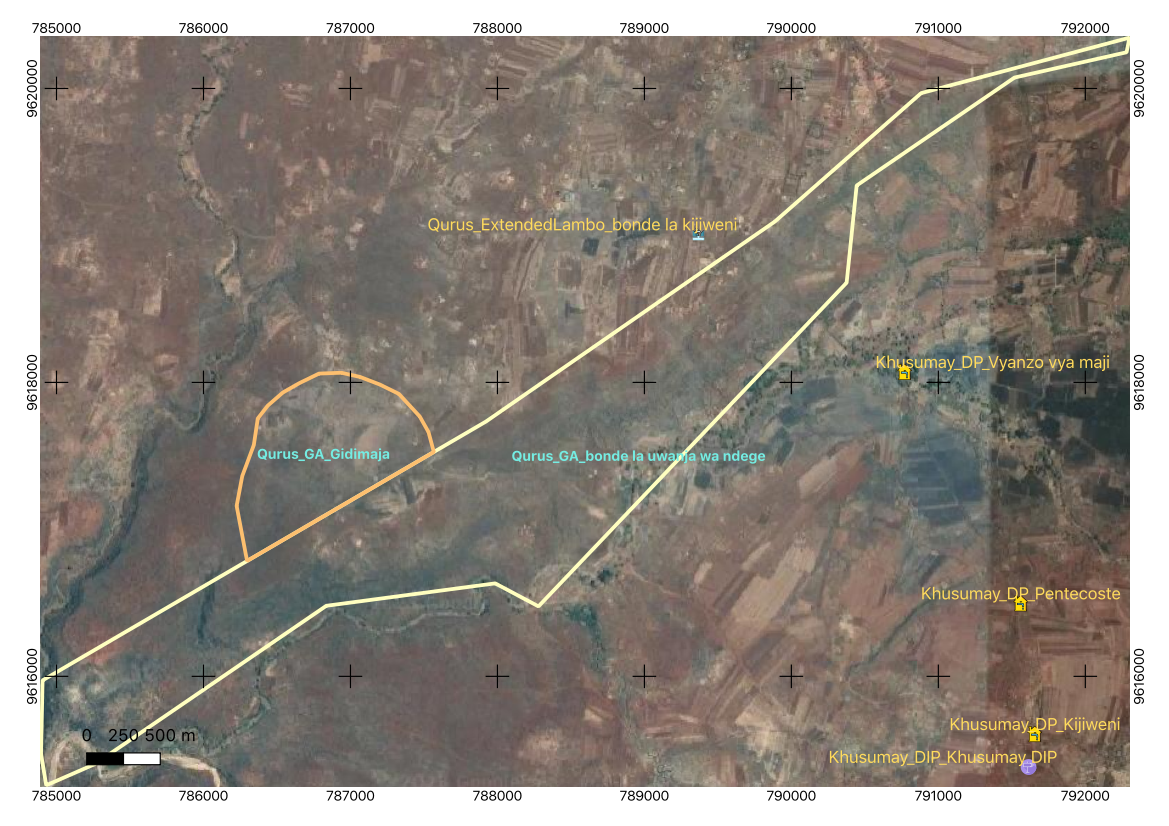 785000 786000 787000 788000 789000 790000 791000 792000
9620000 9620000
Qurus_ExtendedLambo_bonde la kijiweni
Khusumay_DP_Vyanzo vya maji
9618000 9618000
Qurus_GA_Gidimaja Qurus_GA_bonde la uwanja wa ndege
Khusumay_DP_Pentecoste
9616000 9616000
Khusumay_DP_Kijiweni
0 250 500 m
Khusumay_DIP_Khusumay DIP
785000 786000 787000 788000 789000 790000 791000 792000